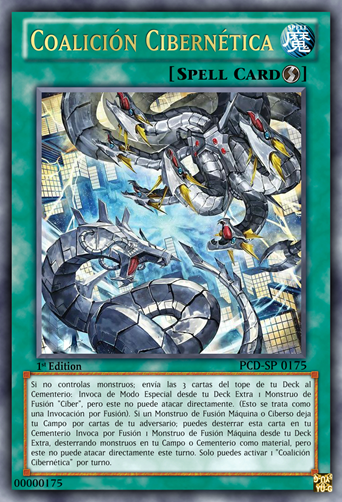 COALICIÓN CIBERNÉTICA
SPELL
魔
[SPELL CARD]
1st Edition
PCD-SP 0175
Si no controlas monstruos; envía las 3 cartas del tope de tu Deck al
Cementerio: Invoca de Modo Especial desde tu Deck Extra 1 Monstruo de
Fusión "Ciber", pero este no puede atacar directamente. (Esto se trata
como una Invocación por Fusión). Si un Monstruo de Fusión Máquina o Ciberso deja
tu Campo por cartas de tu adversario; puedes desterrar esta carta en tu
Cementerio Invoca por Fusión 1 Monstruo de Fusión Máquina desde tu Deck
Extra, desterrando monstruos en tu Campo o Cementerio como material, pero
este no puede atacar directamente este turno. Solo puedes activar 1 "Coalición
Cibernética" por turno.
00000175